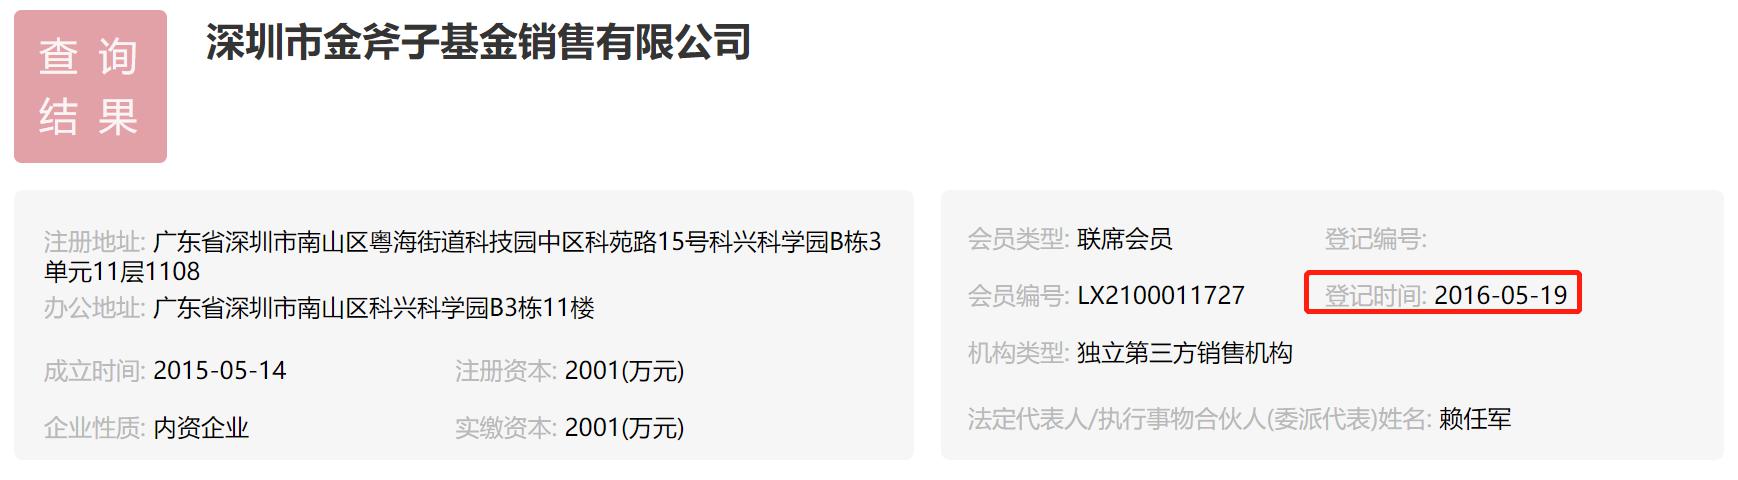 查询
结果
深圳市金斧子基金销售有限公司
注册地址: 广东省深圳市南山区粤海街道科技园中区科苑路15号科兴科学园B栋3
单元11层1108
办公地址: 广东省深圳市南山区科兴科学园B3栋11楼
成立时间: 2015-05-14 注册资本: 2001(万元)
企业性质: 内资企业 实缴资本: 2001(万元)
会员类型: 联席会员 登记编号:
会员编号: LX2100011727 登记时间: 2016-05-19
机构类型: 独立第三方销售机构
法定代表人/执行事物合伙人(委派代表)姓名: 赖任军